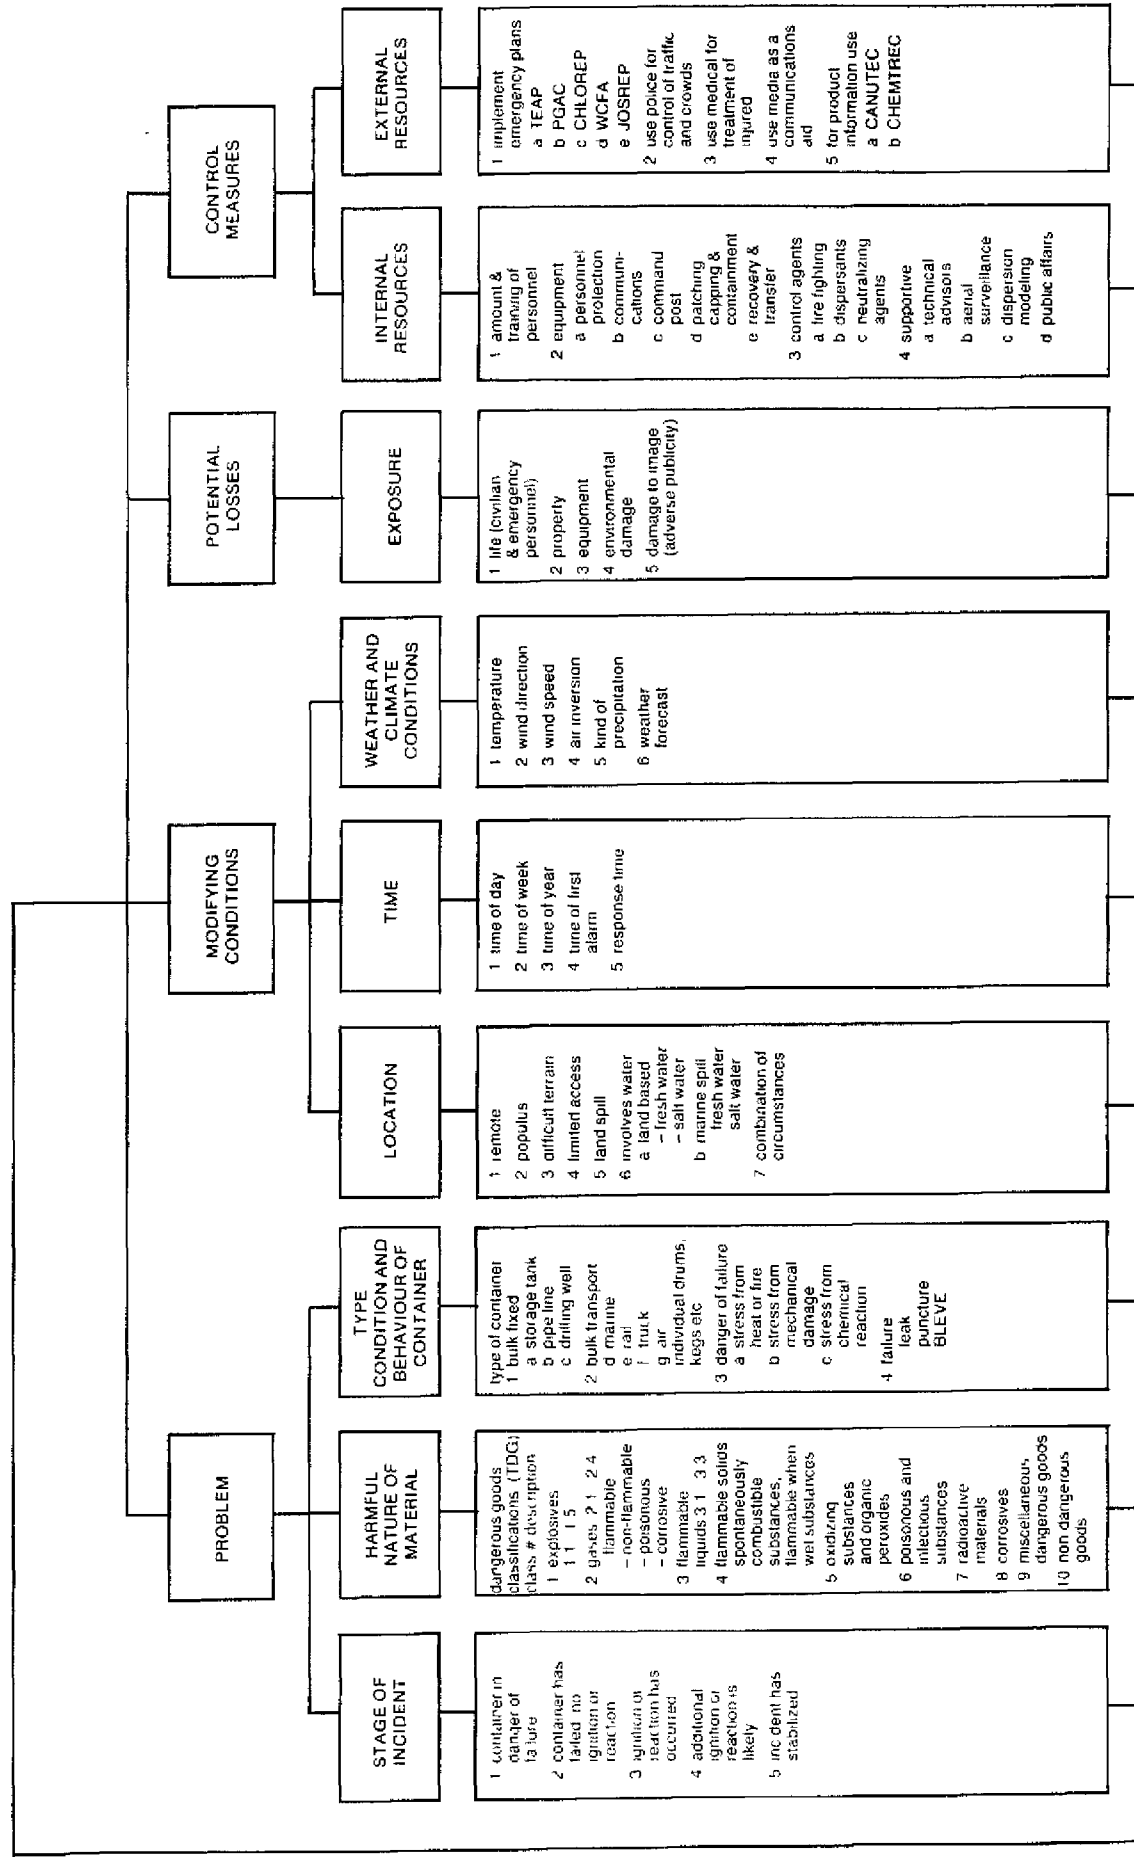 PROBLEM
MODIFYING
CONDITIONS
POTENTIAL
LOSSES
CONTROL
MEASURES
STAGE OF
INCIDENT
HARMFUL
NATURE OF
MATERIAL
TYPE
CONDITION AND
BEHAVIOUR OF
CONTAINER
LOCATION
TIME
WEATHER AND
CLIMATE
CONDITIONS
EXPOSURE
INTERNAL
RESOURCES
EXTERNAL
RESOURCES
1 container in
danger of
failure
2 container has
failed no
ignition or
reaction
3 ignition or
reaction has
occurred
4 additional
ignition or
reaction is
likely
5 incident has
stabilized
dangerous goods
classifications (TDG)
class # description
1 explosives
1 1 1 5
2 gases 2 1 2 4
flammable
– non-flammable
– poisonous
– corrosive
3 flammable
liquids 3 1 3 3
4 flammable solids
spontaneously
combustible
substances,
flammable when
wet substances
5 oxidizing
substances
and organic
peroxides
6 poisonous and
infectious
substances
7 radioactive
materials
8 corrosives
9 miscellaneous
dangerous goods
10 non dangerous
goods
type of container
1 bulk fixed
a storage tank
b pipe line
c drilling well
2 bulk transport
d marine
e rail
f truck
g air
individual drums,
kegs etc
3 danger of failure
a stress from
heat or fire
b stress from
mechanical
damage
c stress from
chemical
reaction
4 failure
leak
puncture
BLEVE
1 remote
2 populus
3 difficult terrain
4 limited access
5 land spill
6 involves water
a land based
– fresh water
– salt water
b marine spill
fresh water
salt water
7 combination of
circumstances
1 time of day
2 time of week
3 time of year
4 time of first
alarm
5 response time
1 temperature
2 wind direction
3 wind speed
4 air inversion
5 kind of
precipitation
6 weather
forecast
1 life (civilian
& emergency
personnel)
2 property
3 equipment
4 environmental
damage
5 damage to image
(adverse publicity)
1 amount &
training of
personnel
2 equipment
a personnel
protection
b communi-
cations
c command
post
d patching
capping &
containment
e recovery &
transfer
3 control agents
a fire fighting
b dispersants
c neutralizing
agents
4 supportive
a technical
advisors
b aerial
surveillance
c dispersion
modeling
d public affairs
1 implement
emergency plans
a TEAP
b PGAC
c CHLOREP
d WCFA
e JOSREP
2 use police for
control of traffic
and crowds
3 use medical for
treatment of
injured
4 use media as a
communications
aid
5 for product
information use
a CANUTEC
b CHEMTREC